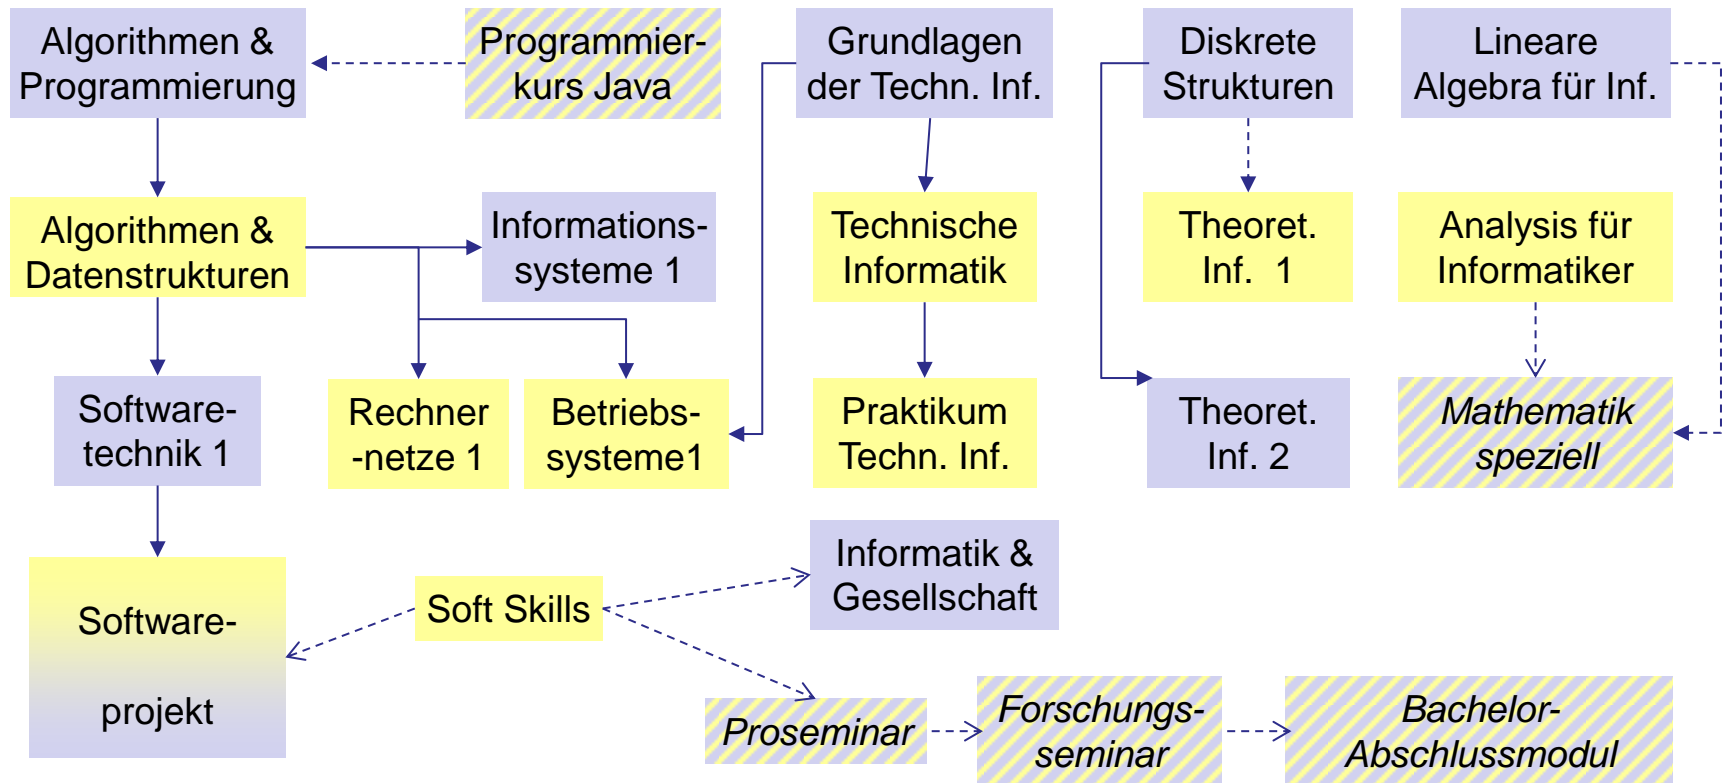 Algorithmen &
Programmierung
Programmier-
kurs Java
Grundlagen
der Techn. Inf.
Diskrete
Strukturen
Lineare
Algebra für Inf.
Algorithmen &
Datenstrukturen
Informations-
systeme 1
Technische
Informatik
Theoret.
Inf. 1
Analysis für
Informatiker
Software-
technik 1
Rechner
-netze 1
Betriebs-
systeme1
Praktikum
Techn. Inf.
Theoret.
Inf. 2
Mathematik
speziell
Software-
projekt
Soft Skills
Informatik &
Gesellschaft
Proseminar
Forschungs-
seminar
Bachelor-
Abschlussmodul